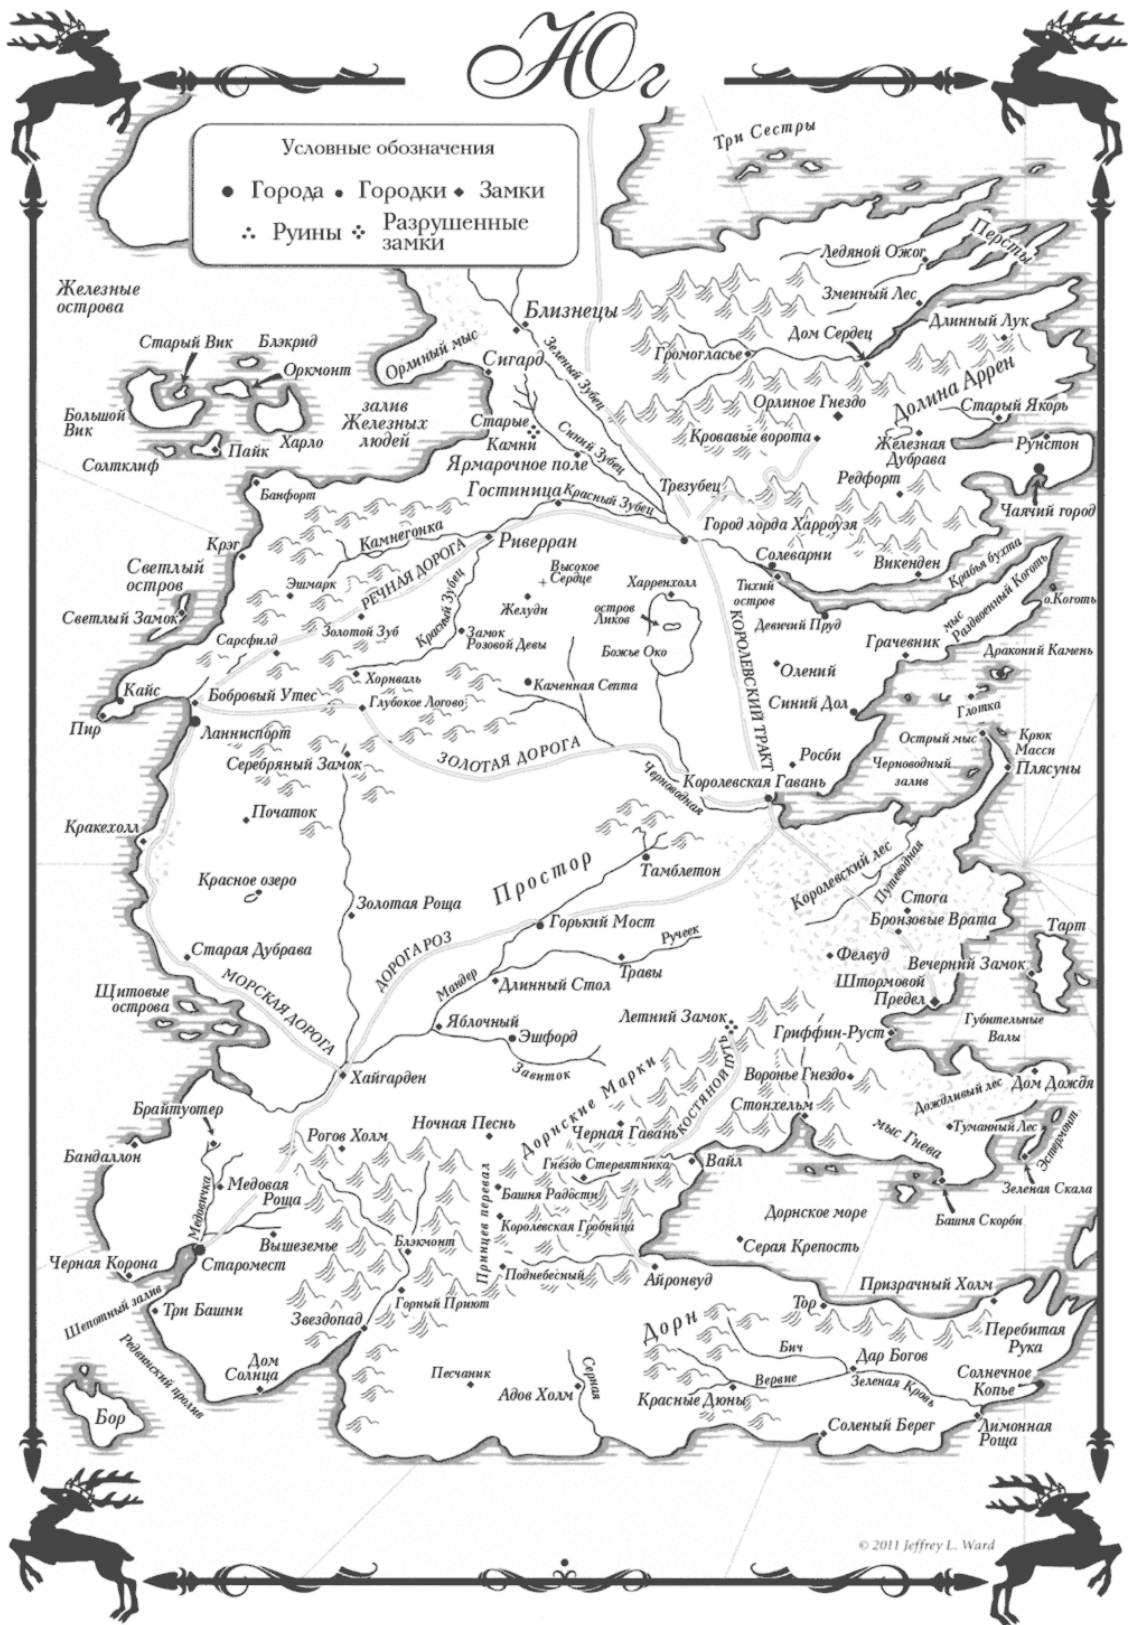 Юг
Условные обозначения
Города
Городки
Замки
Руины
Разрушенные
замки
Три Сестры
Персты
Ледяной Ожог
Змеиный Лес
Железные
острова
Близнецы
Дом Сердец
Длинный Лук
Старый Вик
Блэкрид
Оркмонт
Орлиный мыс
Сигард
Зеленый Зубец
Громогласье
Долина Аррен
Большой
Вик
Харло
залив
Железных
людей
Орлиное Гнездо
Старый Якорь
Солтклиф
Пайк
Старые
Камни
Синий Зубец
Кровавые ворота
Железная
Дубрава
Рунстон
Ярмарочное поле
Банфорт
Гостиница
Красный Зубец
Трезубец
Редфорт
Чаячий город
Камнегонка
Город лорда Харроуэя
Крэг
Риверран
Солеварни
Викенден
Крабья бухта
Светлый
остров
Эшмарк
РЕЧНАЯ ДОРОГА
Высокое
Сердце
Харренхолл
Тихий
остров
мыс
Раздвоенный Коготь
о.Коготь
Светлый Замок
Золотой Зуб
Красный Зубец
Желуди
остров
Ликов
Девичий Пруд
Сарсфилд
Замок
Розовой Девы
Божье Око
КОРОЛЕВСКИЙ ТРАКТ
Грачевник
Драконий Камень
Кайс
Хорнваль
Олений
Бобровый Утес
Каменная Септа
Пир
Глубокое Логово
Синий Дол
Глотка
Ланниспорт
Острый мыс
Крюк
Масси
Серебряный Замок
ЗОЛОТАЯ ДОРОГА
Росби
Черноводный
залив
Плясуны
Черноводная
Королевская Гавань
Початок
Кракехолл
Простор
Тамблетон
Королевский лес
Путеводная
Красное озеро
Стога
Золотая Роща
Бронзовые Врата
Горький Мост
Тарт
Старая Дубрава
ДОРОГА РОЗ
Ручеек
Фелвуд
Вечерний Замок
МОРСКАЯ ДОРОГА
Мандер
Травы
Длинный Стол
Штормовой
Предел
Щитовые
острова
Яблочный
Летний Замок
Губительные
Валы
Эшфорд
Гриффин-Руст
Хайгарден
Завиток
КОСТЯНОЙ ПУТЬ
Воронье Гнездо
Дождливый лес
Дом Дождя
Брайтуотер
Дорнские Марки
Стонхельм
Рогов Холм
Ночная Песнь
Черная Гавань
мыс Гнева
Туманный Лес
Эстермонт
Бандаллон
Гнездо Стервятника
Вайл
Зеленая Скала
Медовичка
Медовая
Роща
Принцев перевал
Башня Радости
Дорнское море
Башня Скорби
Королевская Гробница
Вышеземье
Блэкмонт
Серая Крепость
Черная Корона
Старомест
Поднебесный
Айронвуд
Призрачный Холм
Шепотный залив
Три Башни
Горный Приют
Тор
Звездопад
Дорн
Перебитая
Рука
Редвинский пролив
Дом
Солнца
Песчаник
Серная
Бич
Дар Богов
Солнечное
Копье
Адов Холм
Вервие
Красные Дюны
Зеленая Кровь
Бор
Соленый Берег
Лимонная
Роща
© 2011 Jeffrey L. Ward